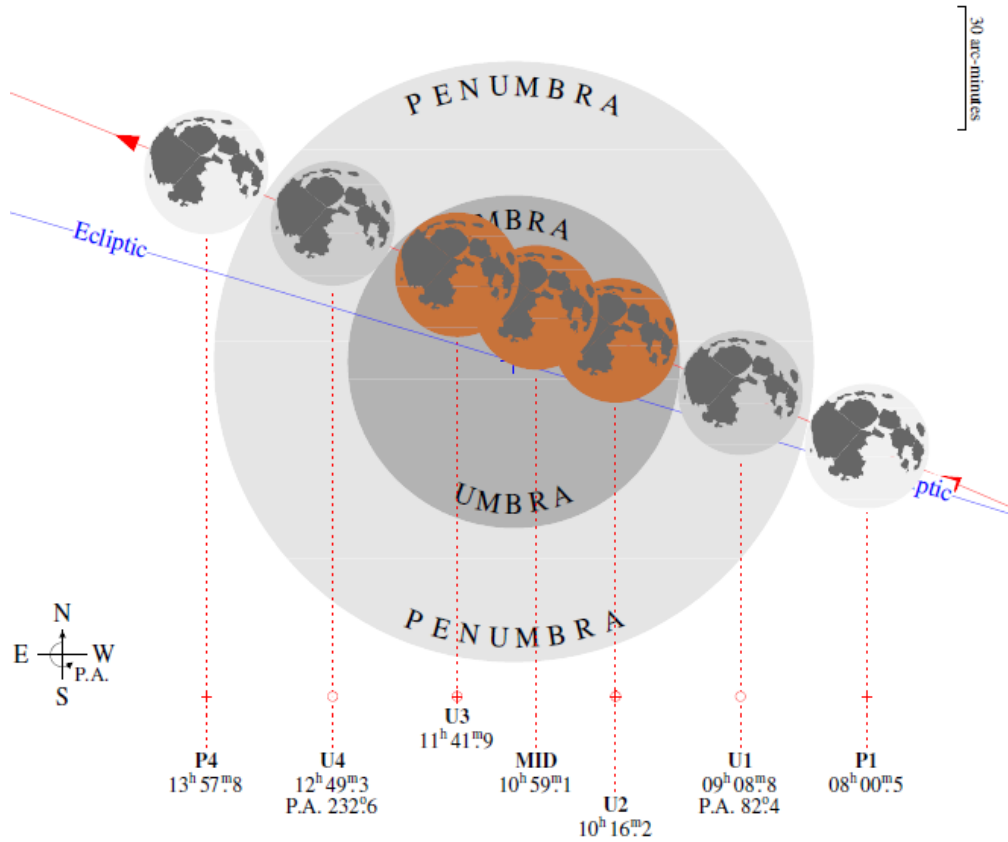 30 arc-minutes
PENUMBRA
UMBRA
Ecliptic
ptic
UMBRA
PENUMBRA
N
E W
P.A.
S
U3
11ʰ 41ᵐ.9
P4
13ʰ 57ᵐ.8
U4
12ʰ 49ᵐ.3
P.A. 232°.6
MID
10ʰ 59ᵐ.1
U2
10ʰ 16ᵐ.2
U1
09ʰ 08ᵐ.8
P.A. 82°.4
P1
08ʰ 00ᵐ.5